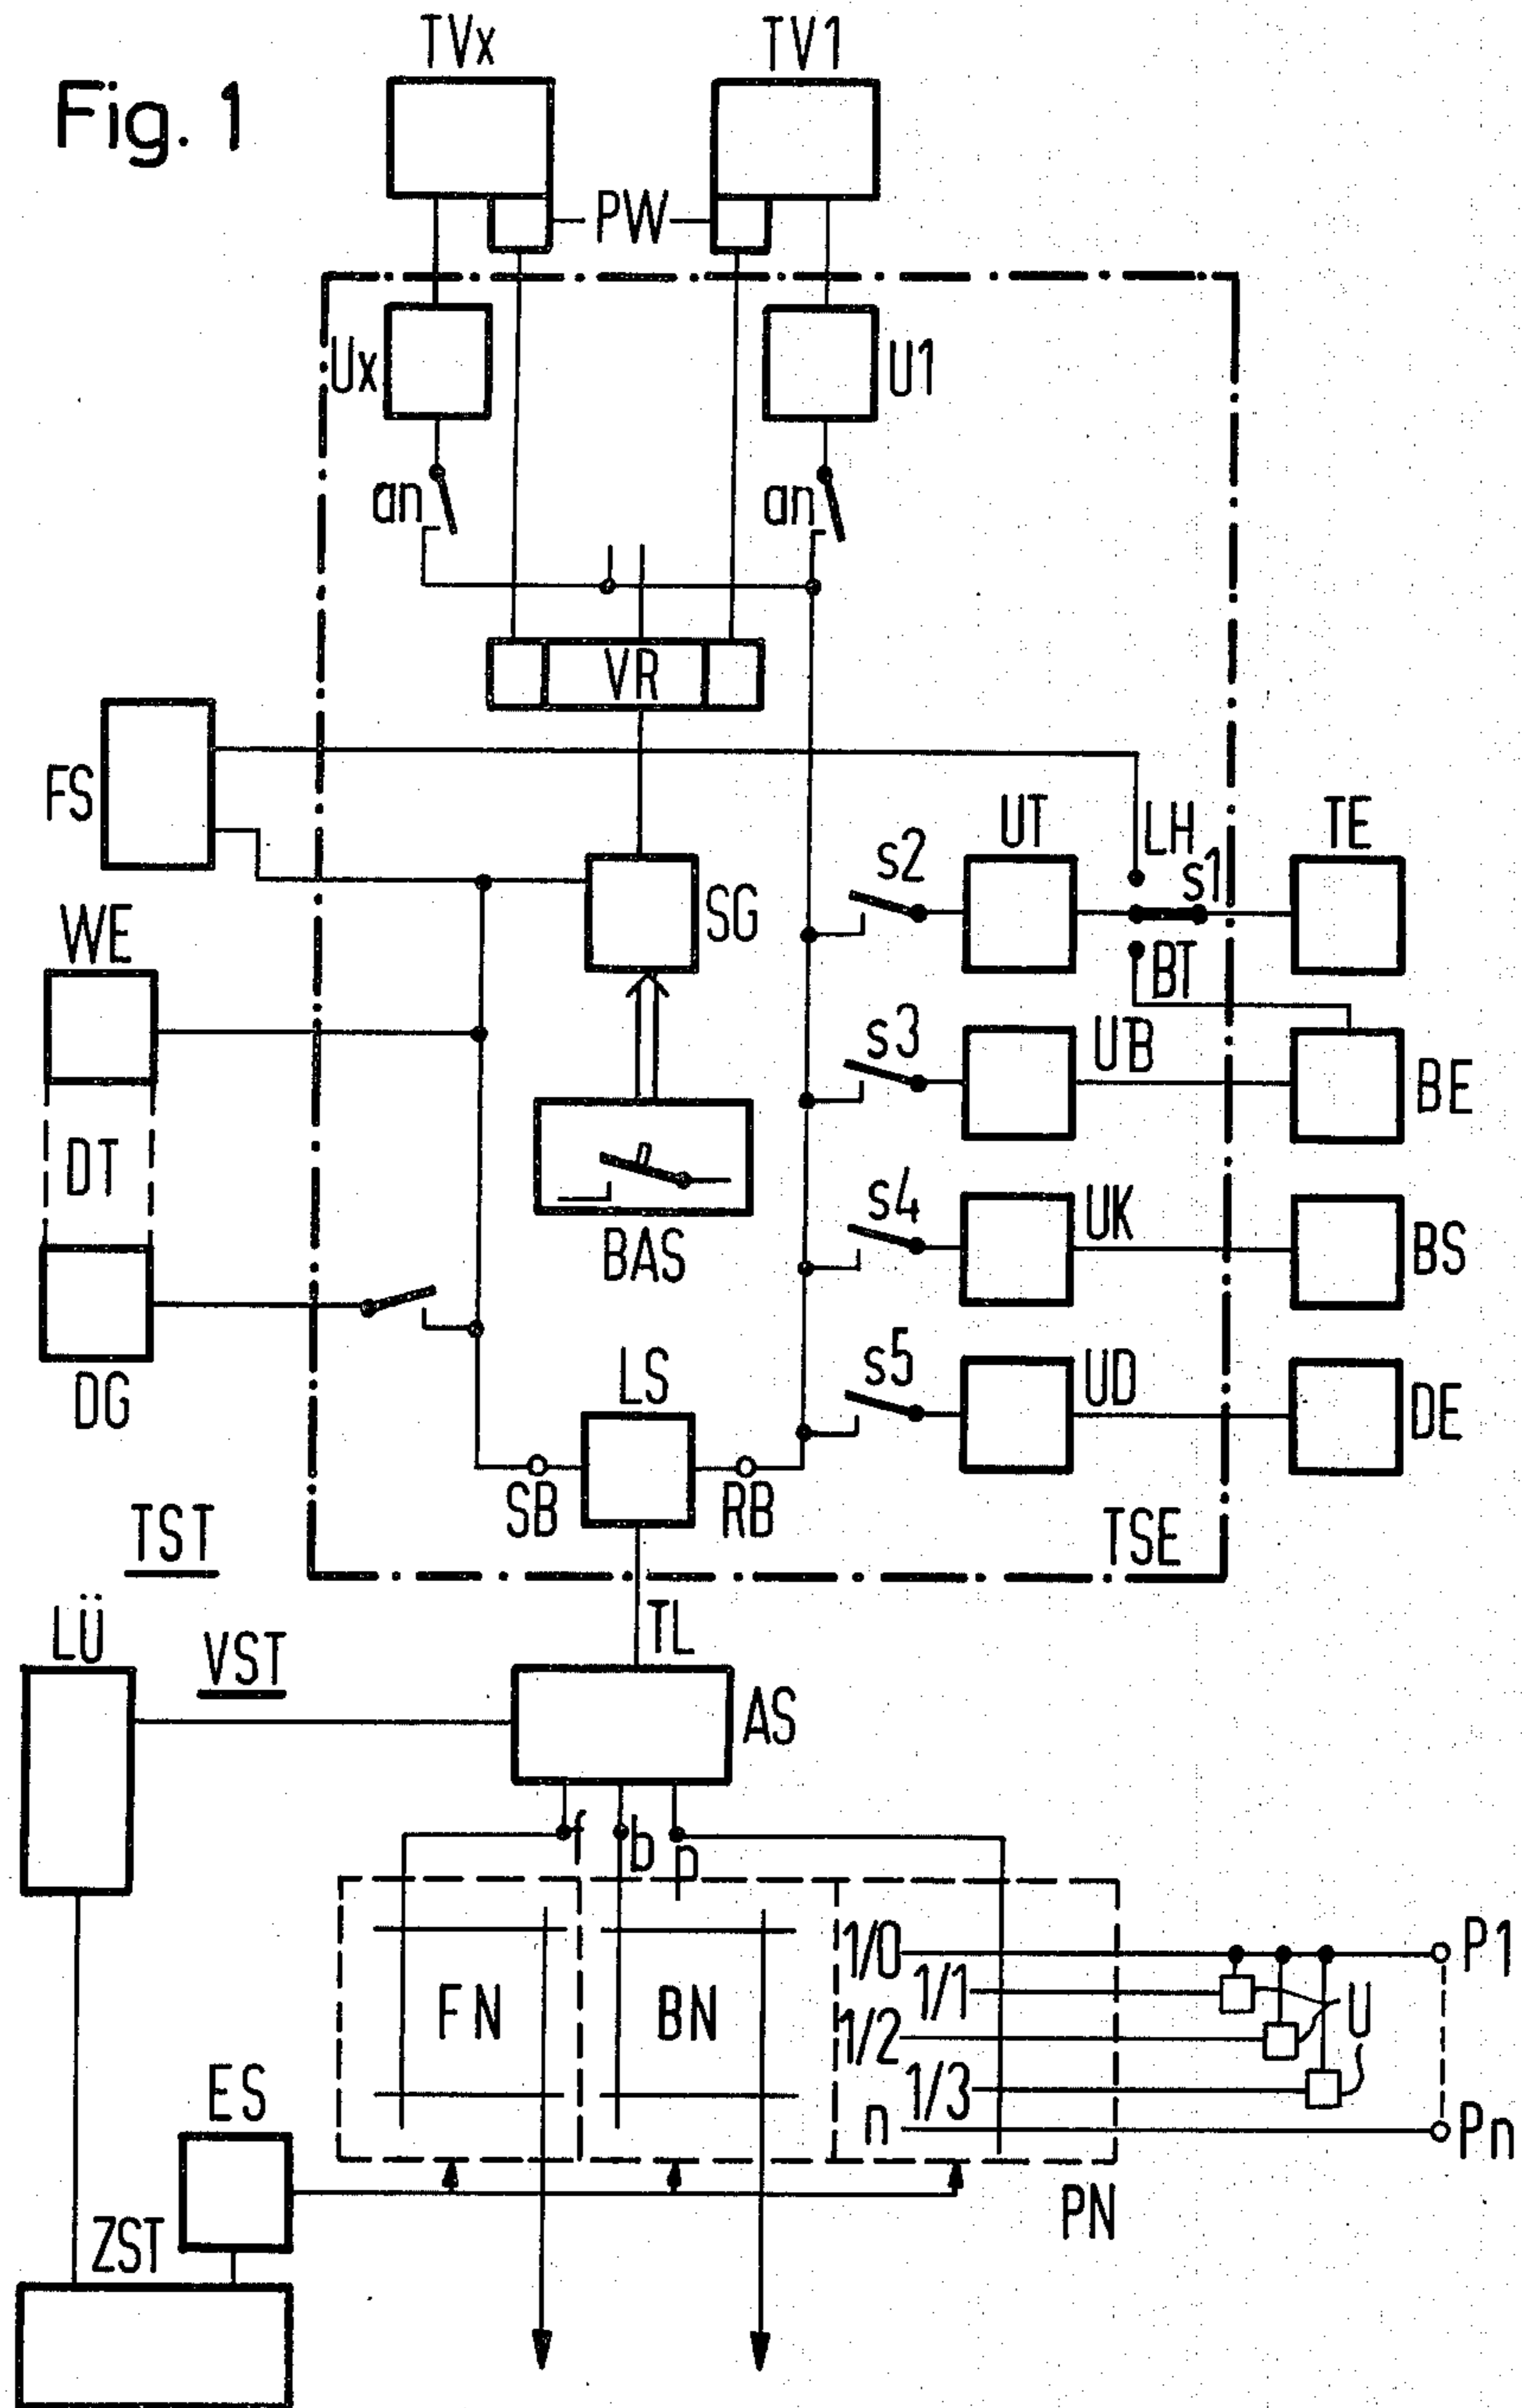 Fig. 1
TVx
TV1
PW
Ux
U1
an
an
VR
FS
UT
LH
s1
TE
s2
SG
WE
BT
s3
UB
BE
DT
s4
UK
BS
BAS
DG
LS
s5
UD
DE
SB
RB
TST
TSE
LÜ
VST
TL
AS
f
b
p
1/0
P1
1/1
FN
BN
1/2
U
1/3
ES
n
Pn
ZST
PN